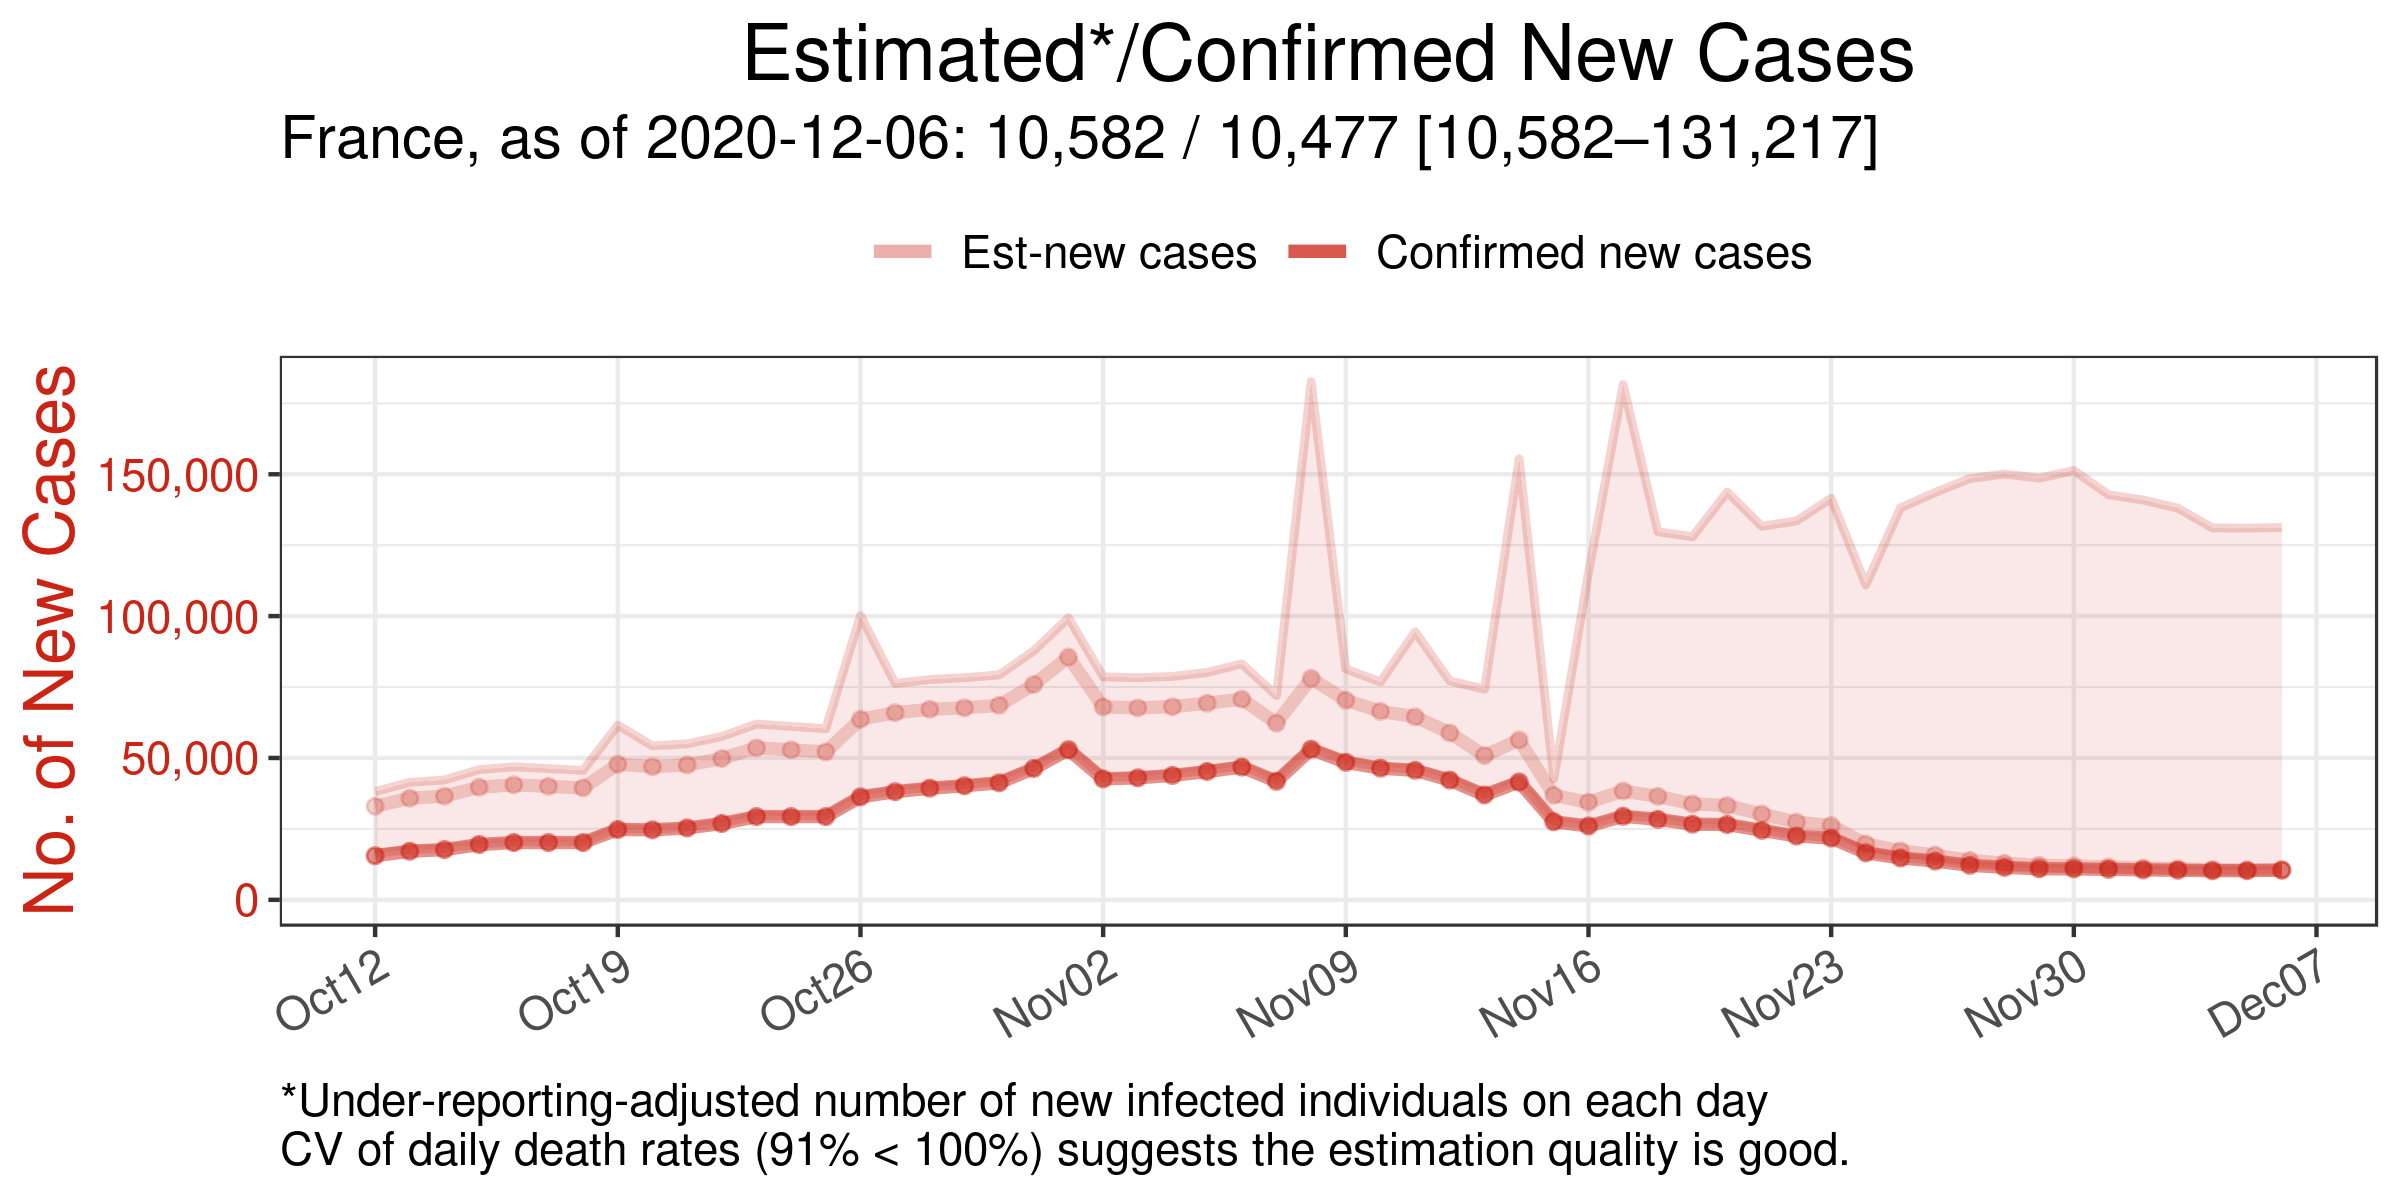 Estimated*/Confirmed New Cases
France, as of 2020-12-06: 10,582 / 10,477 [10,582–131,217]
Est-new cases
Confirmed new cases
No. of New Cases
150,000
100,000
50,000
0
Oct12
Oct19
Oct26
Nov02
Nov09
Nov16
Nov23
Nov30
Dec07
*Under-reporting-adjusted number of new infected individuals on each day
CV of daily death rates (91% < 100%) suggests the estimation quality is good.